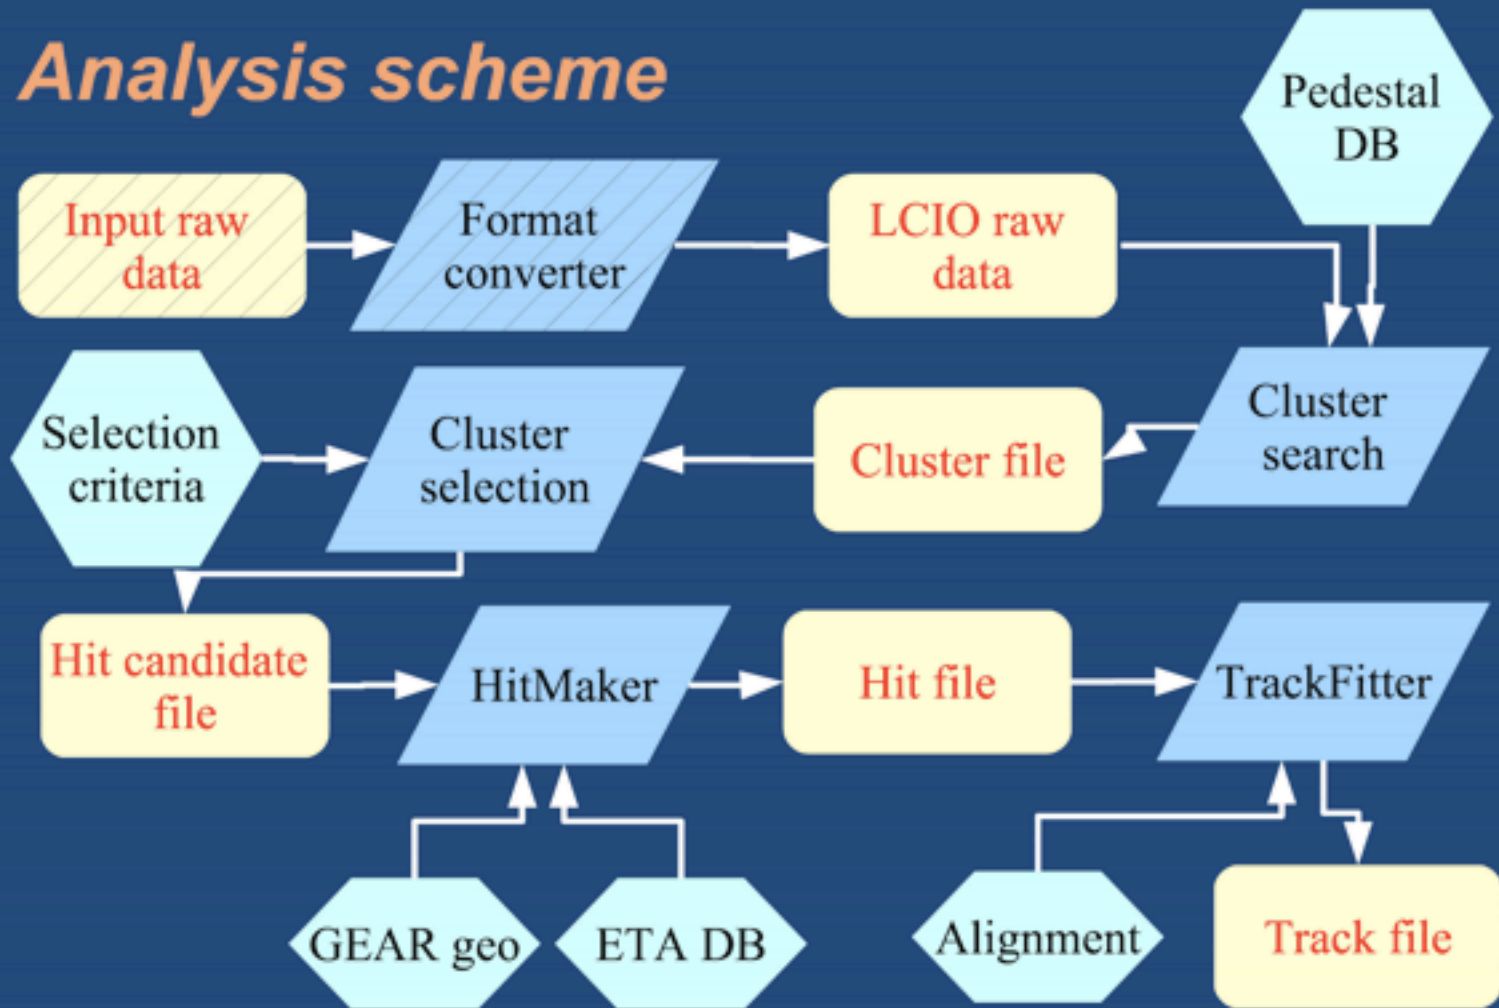 Analysis scheme
Pedestal
DB
Input raw
data
Format
converter
LCIO raw
data
Selection
criteria
Cluster
selection
Cluster file
Cluster
search
Hit candidate
file
HitMaker
Hit file
TrackFitter
GEAR geo
ETA DB
Alignment
Track file